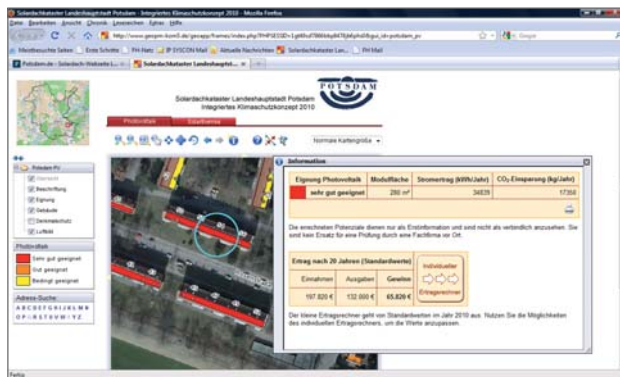 Solardachkataster Landeshauptstadt Potsdam - Integriertes Klimaschutzkonzept 2010 - Mozilla Firefox
Datei Bearbeiten Ansicht Chronik Lesezeichen Extras Hilfe
Google
Meistbesuchte Seiten Erste Schritte PH-Netz IP SYSCON Mail Aktuelle Nachrichten Solardachkataster Lan... PH Mail
Potsdam.de - Solardach-Webseite L... Solardachkataster Landeshauptst...
POTSDAM
Solardachkataster Landeshauptstadt Potsdam
Integriertes Klimaschutzkonzept 2010
Photovoltaik Solarthermie
Normale Kartengröße
Potsdam PV
Übersicht
Beschriftung
Eignung
Gebäude
Denkmalschutz
Luftbild
Photovoltaik
Sehr gut geeignet
Gut geeignet
Bedingt geeignet
Adress-Suche:
A B C D E F G H I J K L M N
O P Q R S T U V W X Y Z
Information
Eignung Photovoltaik Modulfläche Stromertrag (kWh/Jahr) CO₂-Einsparung (kg/Jahr)
sehr gut geeignet 280 m² 34839 17358
Die errechneten Potenziale dienen nur als Erstinformation und sind nicht als verbindlich anzusehen. Sie
sind kein Ersatz für eine Prüfung durch eine Fachfirma vor Ort.
Ertrag nach 20 Jahren (Standardwerte)
Einnahmen Ausgaben Gewinn
197.820 € 132.000 € 65.820 €
Individueller
Ertragsrechner
Der kleine Ertragsrechner geht von Standardwerten im Jahr 2010 aus. Nutzen Sie die Möglichkeiten
des individuellen Ertragsrechners, um die Werte anzupassen.
Fertig